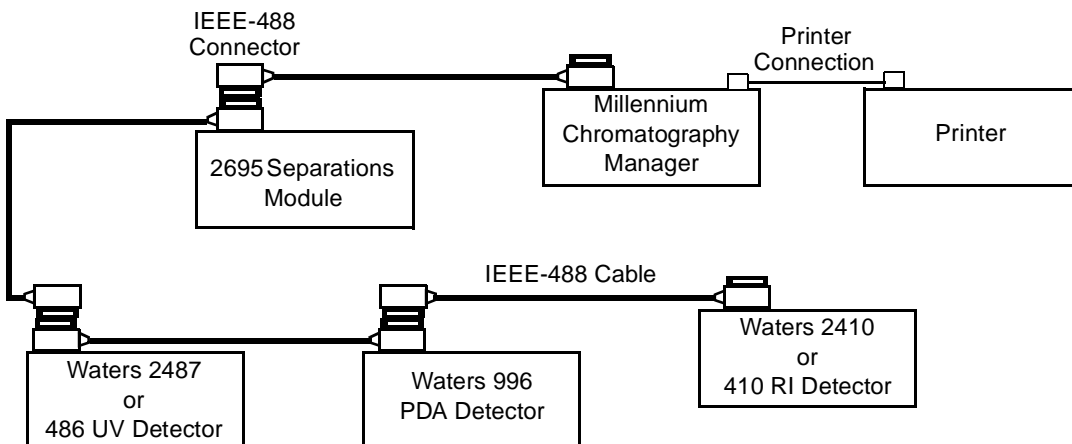 IEEE-488
Connector
Printer
Connection
Millennium
Chromatography
Manager
Printer
2695 Separations
Module
IEEE-488 Cable
Waters 2487
or
486 UV Detector
Waters 996
PDA Detector
Waters 2410
or
410 RI Detector